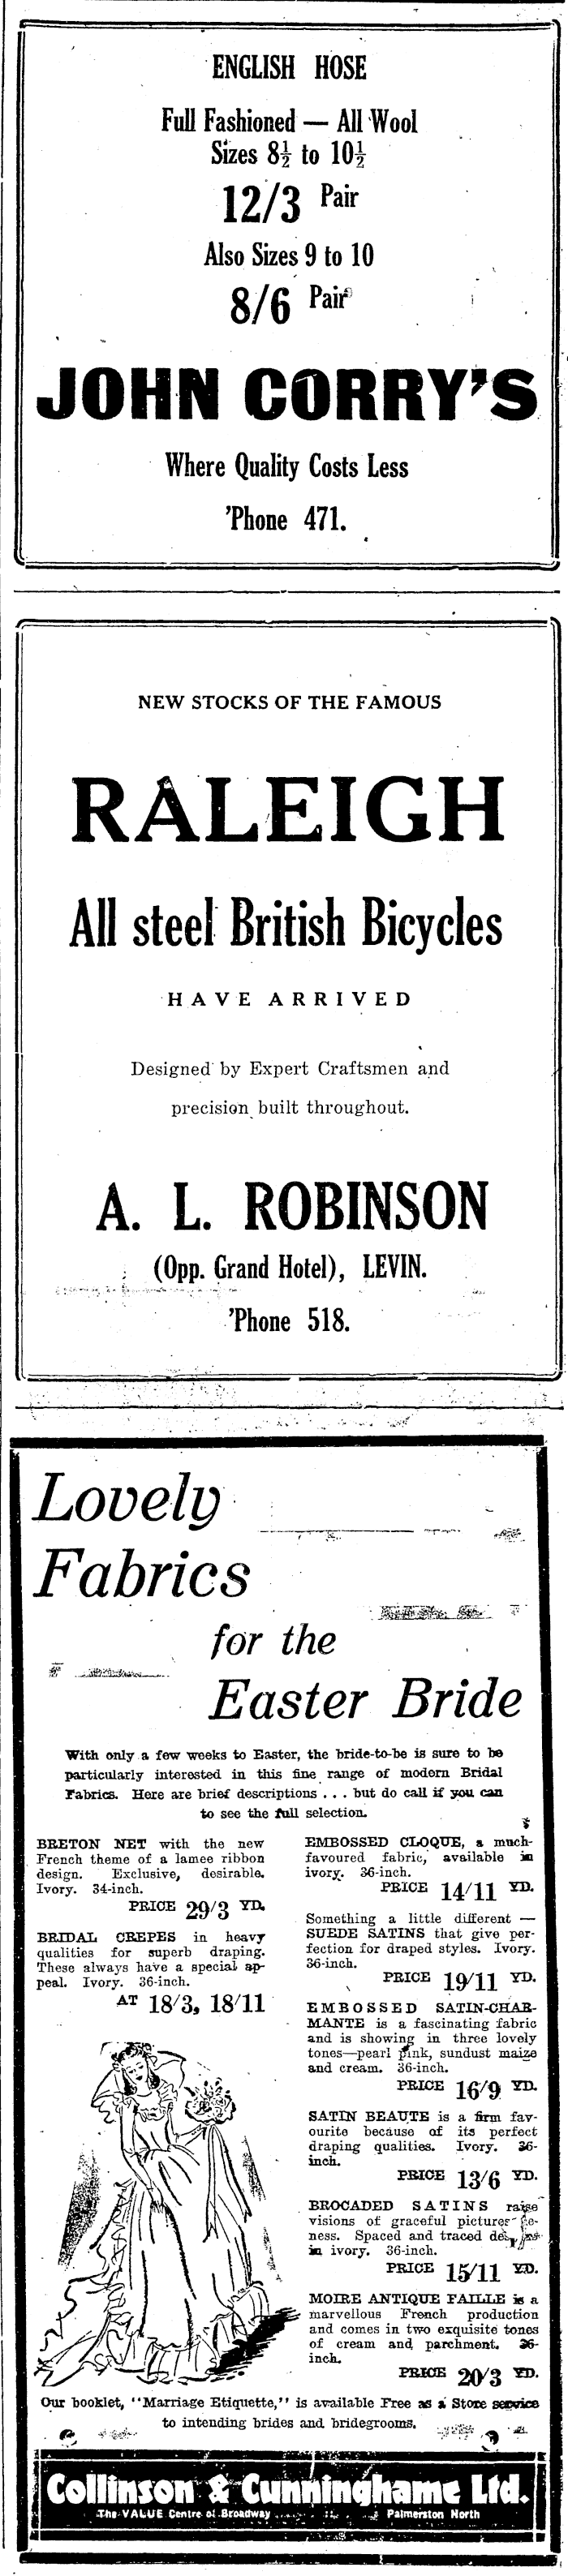 ENGLISH HOSE
Full Fashioned — All Wool
Sizes 8½ to 10½
12/3 Pair
Also Sizes 9 to 10
8/6 Pair
JOHN CORRY'S
Where Quality Costs Less
'Phone 471.
NEW STOCKS OF THE FAMOUS
RALEIGH
All steel British Bicycles
HAVE ARRIVED
Designed by Expert Craftsmen and
precision built throughout.
A. L. ROBINSON
(Opp. Grand Hotel), LEVIN.
'Phone 518.
Lovely
Fabrics
for the
Easter Bride
With only a few weeks to Easter, the bride-to-be is sure to be
particularly interested in this fine range of modern Bridal
Fabrics. Here are brief descriptions . . . but do call if you can
to see the full selection.
BRETON NET with the new
French theme of a lamee ribbon
design. Exclusive, desirable.
Ivory. 34-inch.
PRICE 29/3 YD.
BRIDAL CREPES in heavy
qualities for superb draping.
These always have a special ap-
peal. Ivory. 36-inch.
AT 18/3, 18/11
EMBOSSED CLOQUE, a much-
favoured fabric, available in
ivory. 36-inch.
PRICE 14/11 YD.
Something a little different —
SUEDE SATINS that give per-
fection for draped styles. Ivory.
36-inch.
PRICE 19/11 YD.
EMBOSSED SATIN-CHAR-
MANTE is a fascinating fabric
and is showing in three lovely
tones—pearl pink, sundust maize
and cream. 36-inch.
PRICE 16/9 YD.
SATIN BEAUTE is a firm fav-
ourite because of its perfect
draping qualities. Ivory. 36-
inch.
PRICE 13/6 YD.
BROCADED SATINS raise
visions of graceful picturesque-
ness. Spaced and traced designs
in ivory. 36-inch.
PRICE 15/11 YD.
MOIRE ANTIQUE FAILLE is a
marvellous French production
and comes in two exquisite tones
of cream and parchment. 36-
inch.
PRICE 20/3 YD.
Our booklet, "Marriage Etiquette," is available Free as a Store service
to intending brides and bridegrooms.
Collinson & Cunninghame Ltd.
The VALUE Centre of Broadway Palmerston North